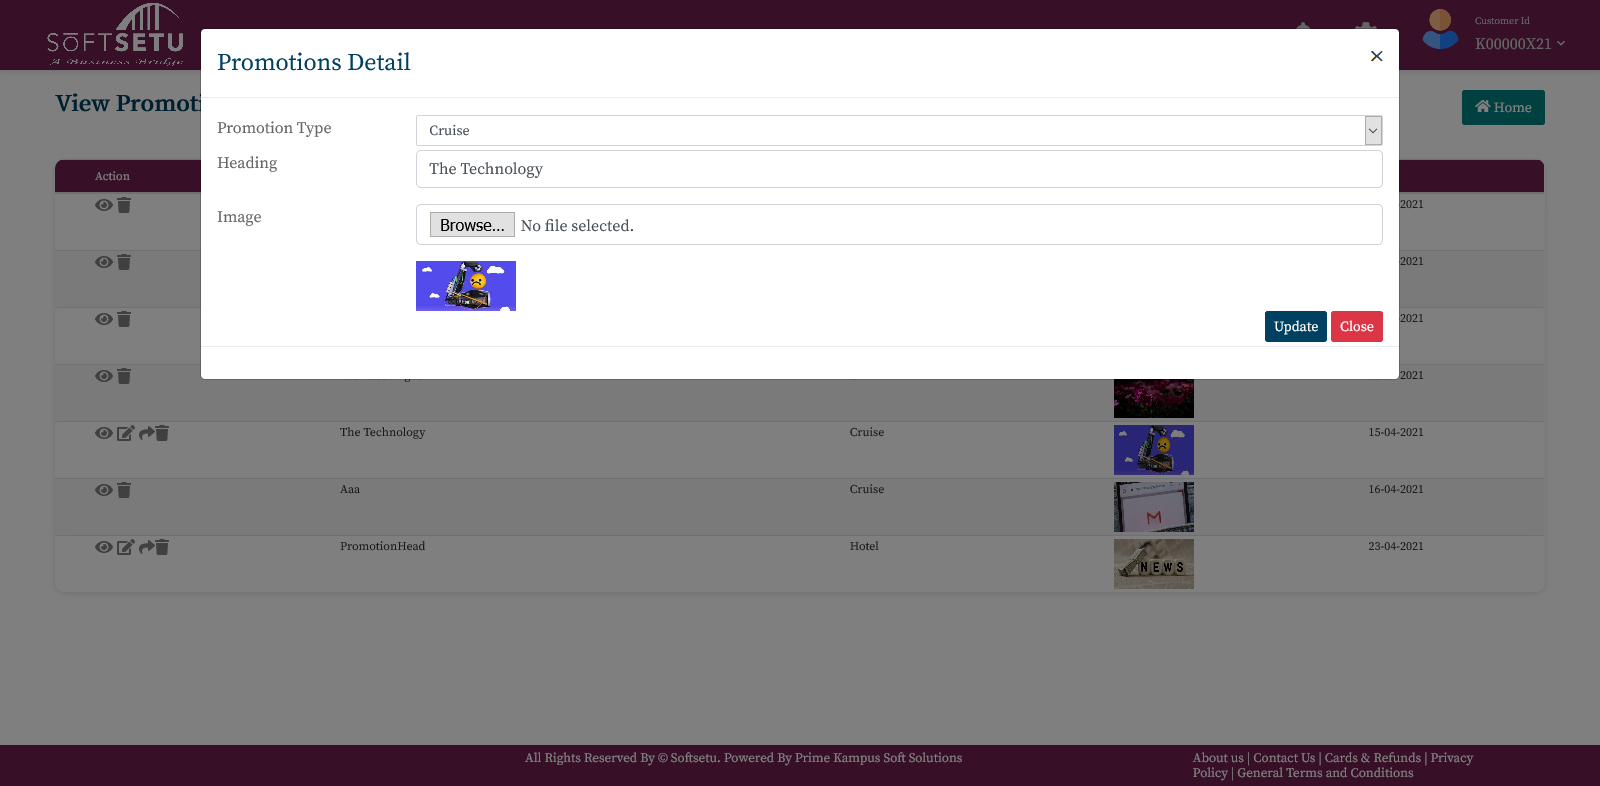 SŌFTSETU
A Business Bridge
Customer Id
K00000X21
Promotions Detail
View Promoti
Home
Promotion Type
Cruise
Heading
The Technology
Image
Browse... No file selected.
Update Close
Action
2021
2021
2021
2021
The Technology Cruise 15-04-2021
Aaa Cruise 16-04-2021
PromotionHead Hotel NEWS 23-04-2021
All Rights Reserved By © Softsetu. Powered By Prime Kampus Soft Solutions
About us | Contact Us | Cards & Refunds | Privacy
Policy | General Terms and Conditions